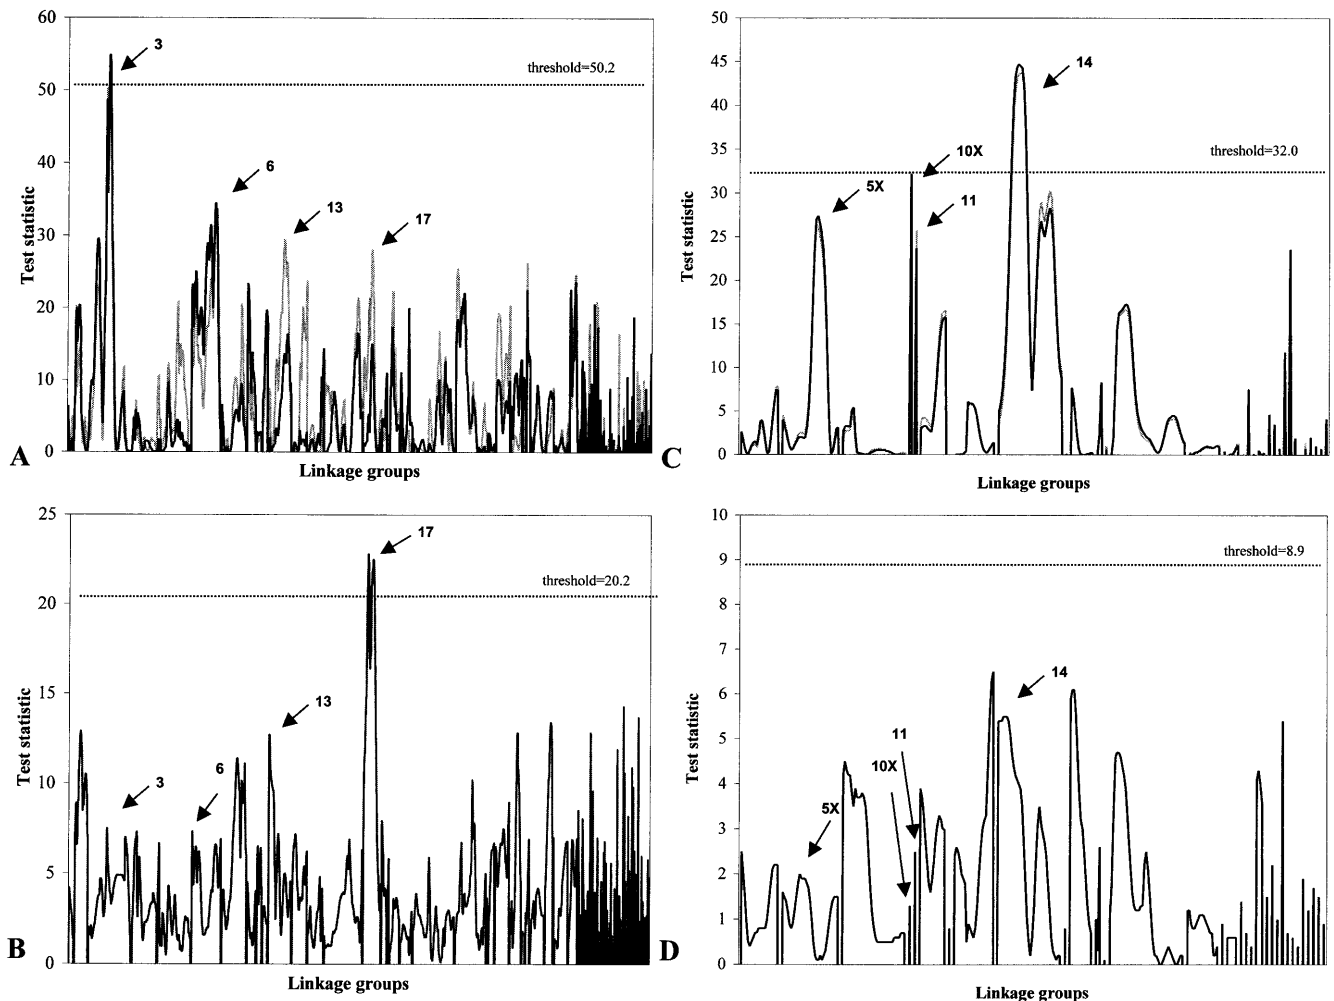 60
50
40
30
20
10
0
Test statistic
3
threshold=50.2
6
13
17
A
Linkage groups
50
45
40
35
30
25
20
15
10
5
0
Test statistic
14
10X
threshold=32.0
5X
11
C
Linkage groups
25
20
15
10
5
0
Test statistic
17
threshold=20.2
13
3
6
B
Linkage groups
10
9
8
7
6
5
4
3
2
1
0
Test statistic
threshold=8.9
14
11
10X
5X
D
Linkage groups